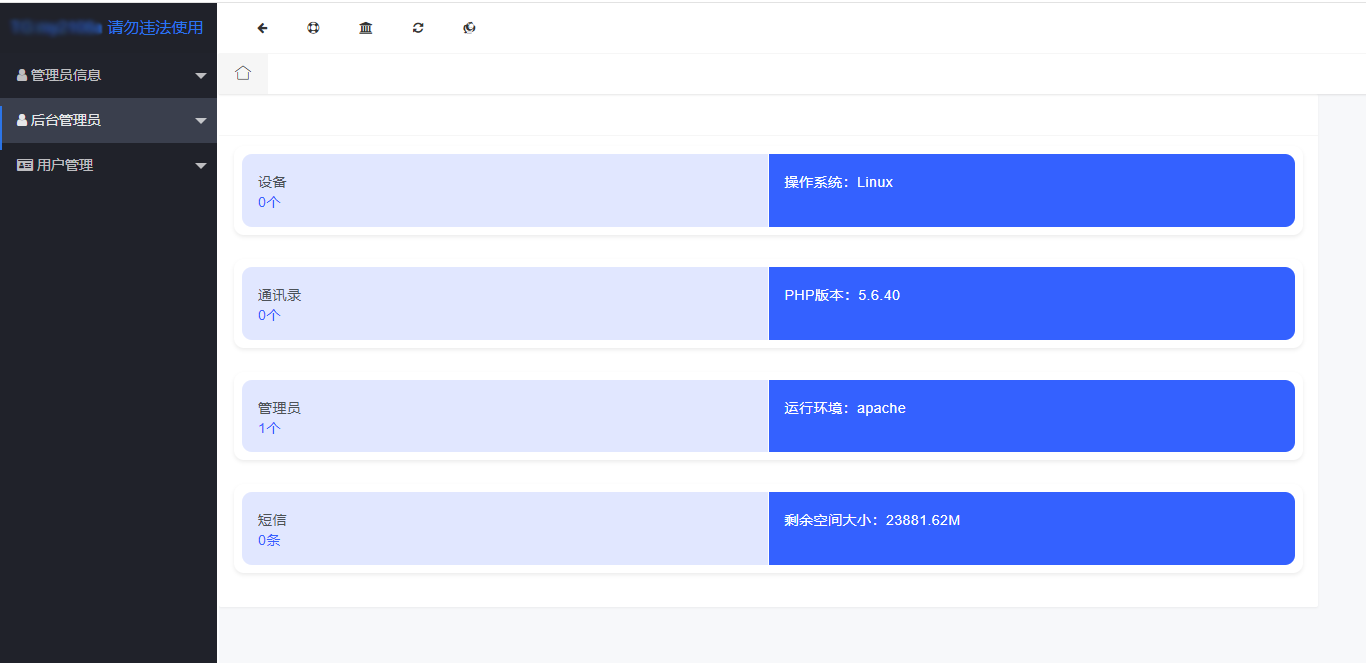 请勿违法使用
管理员信息
后台管理员
用户管理
设备
0个
操作系统：Linux
通讯录
0个
PHP版本：5.6.40
管理员
1个
运行环境：apache
短信
0条
剩余空间大小：23881.62M